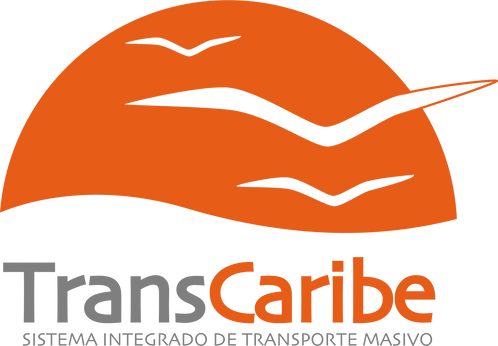 TransCaribe
SISTEMA INTEGRADO DE TRANSPORTE MASIVO